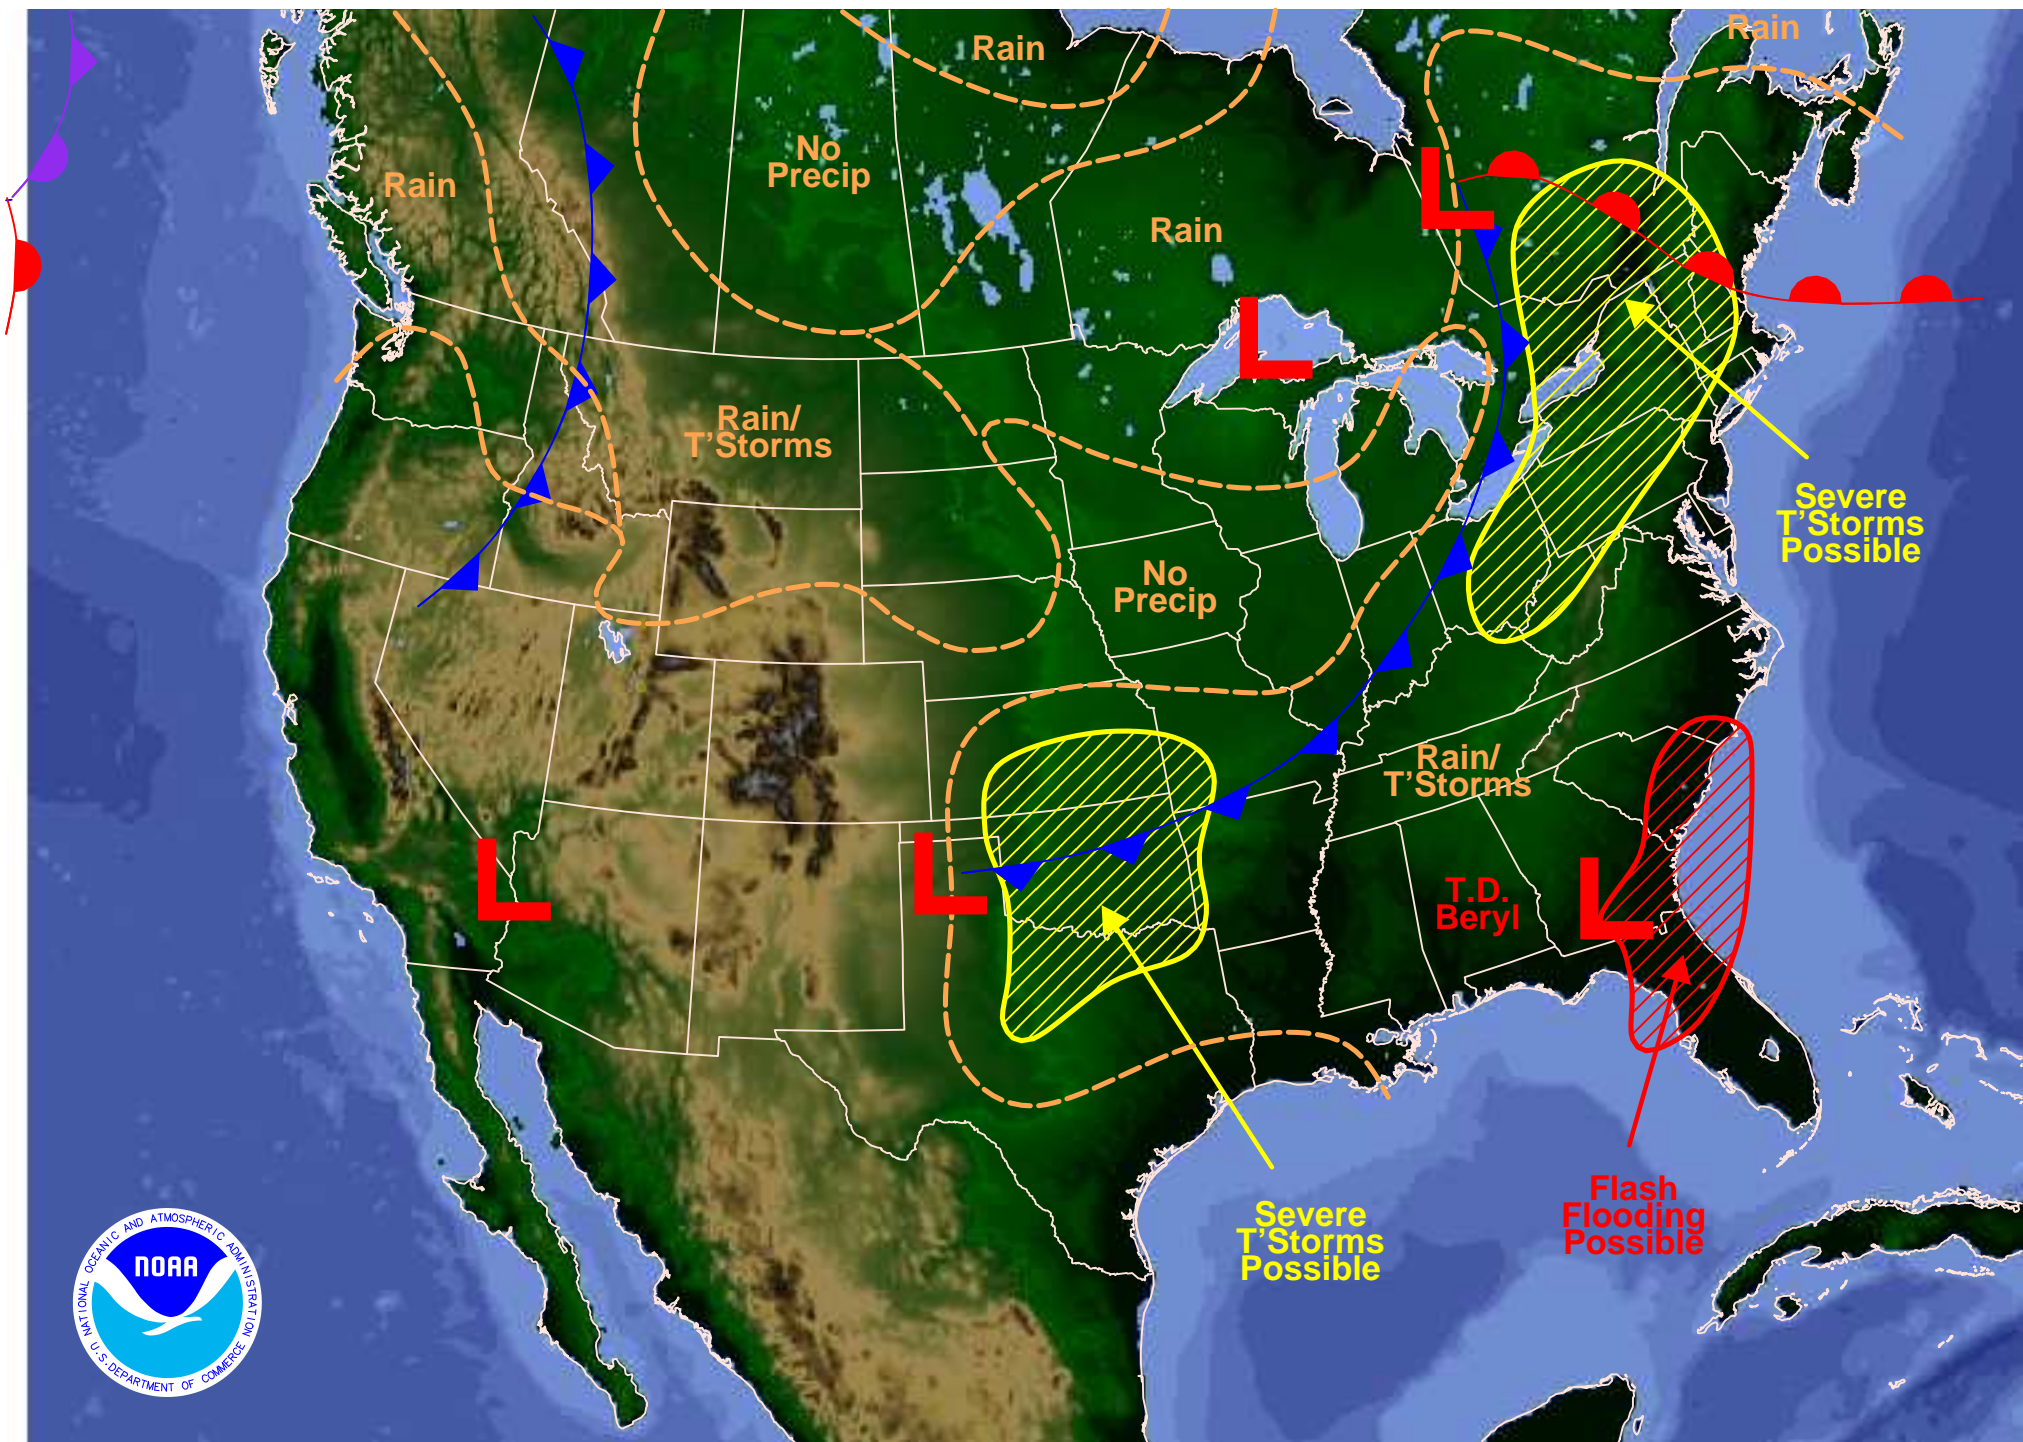 Rain
Rain
No
Precip
Rain
Rain
Rain/
T'Storms
Severe
T'Storms
Possible
No
Precip
Rain/
T'Storms
T.D.
Beryl
L
L
L
L
L
Flash
Flooding
Possible
Severe
T'Storms
Possible
NOAA
NATIONAL OCEANIC AND ATMOSPHERIC ADMINISTRATION
U.S. DEPARTMENT OF COMMERCE